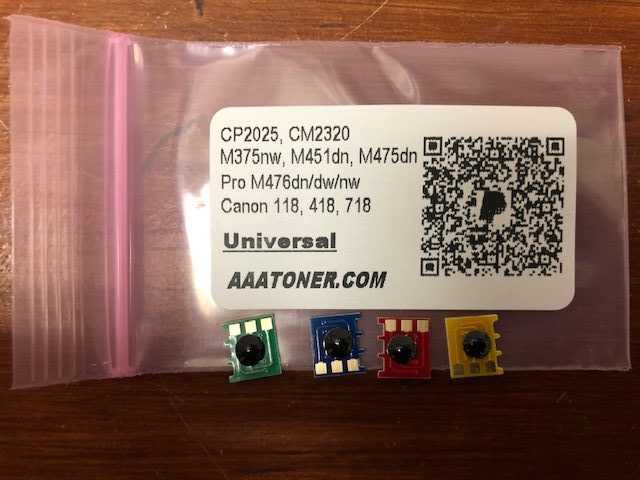 CP2025, CM2320
M375nw, M451dn, M475dn
Pro M476dn/dw/nw
Canon 118, 418, 718
Universal
AAATONER.COM